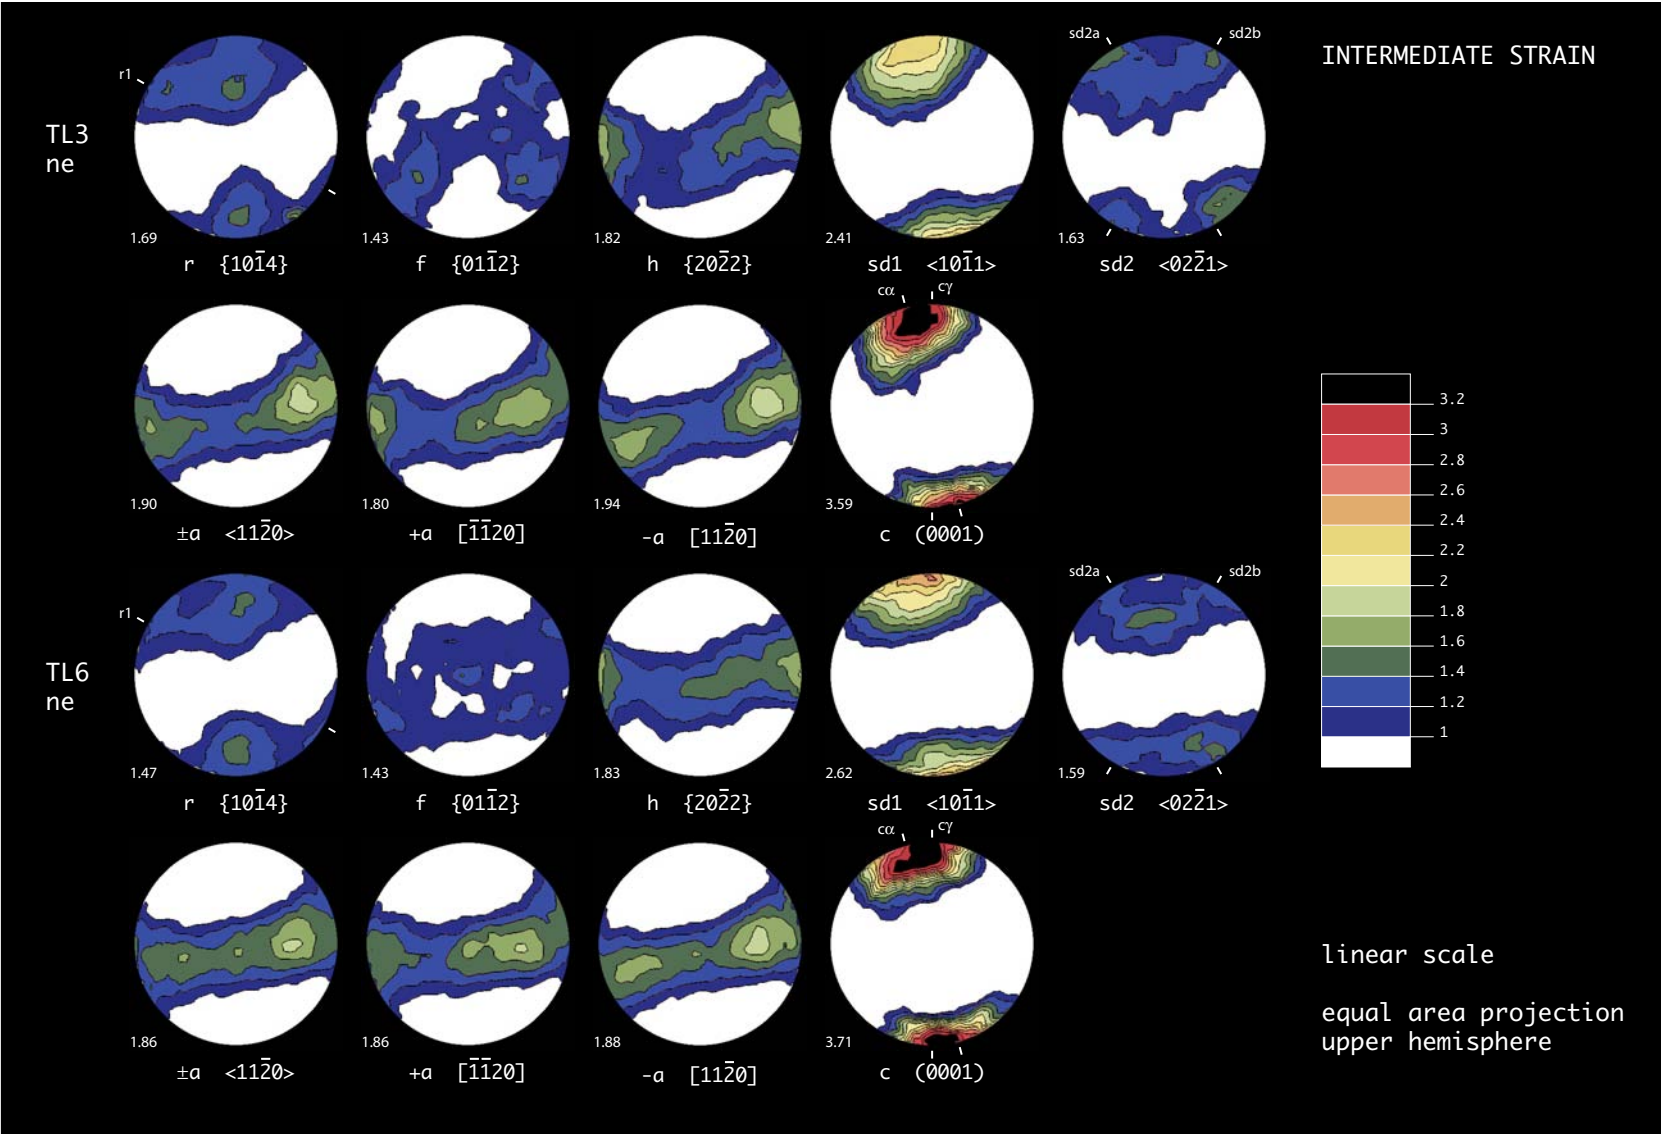 INTERMEDIATE STRAIN
TL3
ne
r1
sd2a
sd2b
1.69
1.43
1.82
2.41
1.63
r {101̅4}
f {011̅2}
h {202̅2}
sd1 <101̅1>
sd2 <022̅1>
cα
cγ
1.90
1.80
1.94
3.59
±a <112̅0>
+a [1̅1̅20]
-a [112̅0]
c (0001)
TL6
ne
r1
sd2a
sd2b
1.47
1.43
1.83
2.62
1.59
r {101̅4}
f {011̅2}
h {202̅2}
sd1 <101̅1>
sd2 <022̅1>
cα
cγ
1.86
1.86
1.88
3.71
±a <112̅0>
+a [1̅1̅20]
-a [112̅0]
c (0001)
3.2
3
2.8
2.6
2.4
2.2
2
1.8
1.6
1.4
1.2
1
linear scale
equal area projection
upper hemisphere